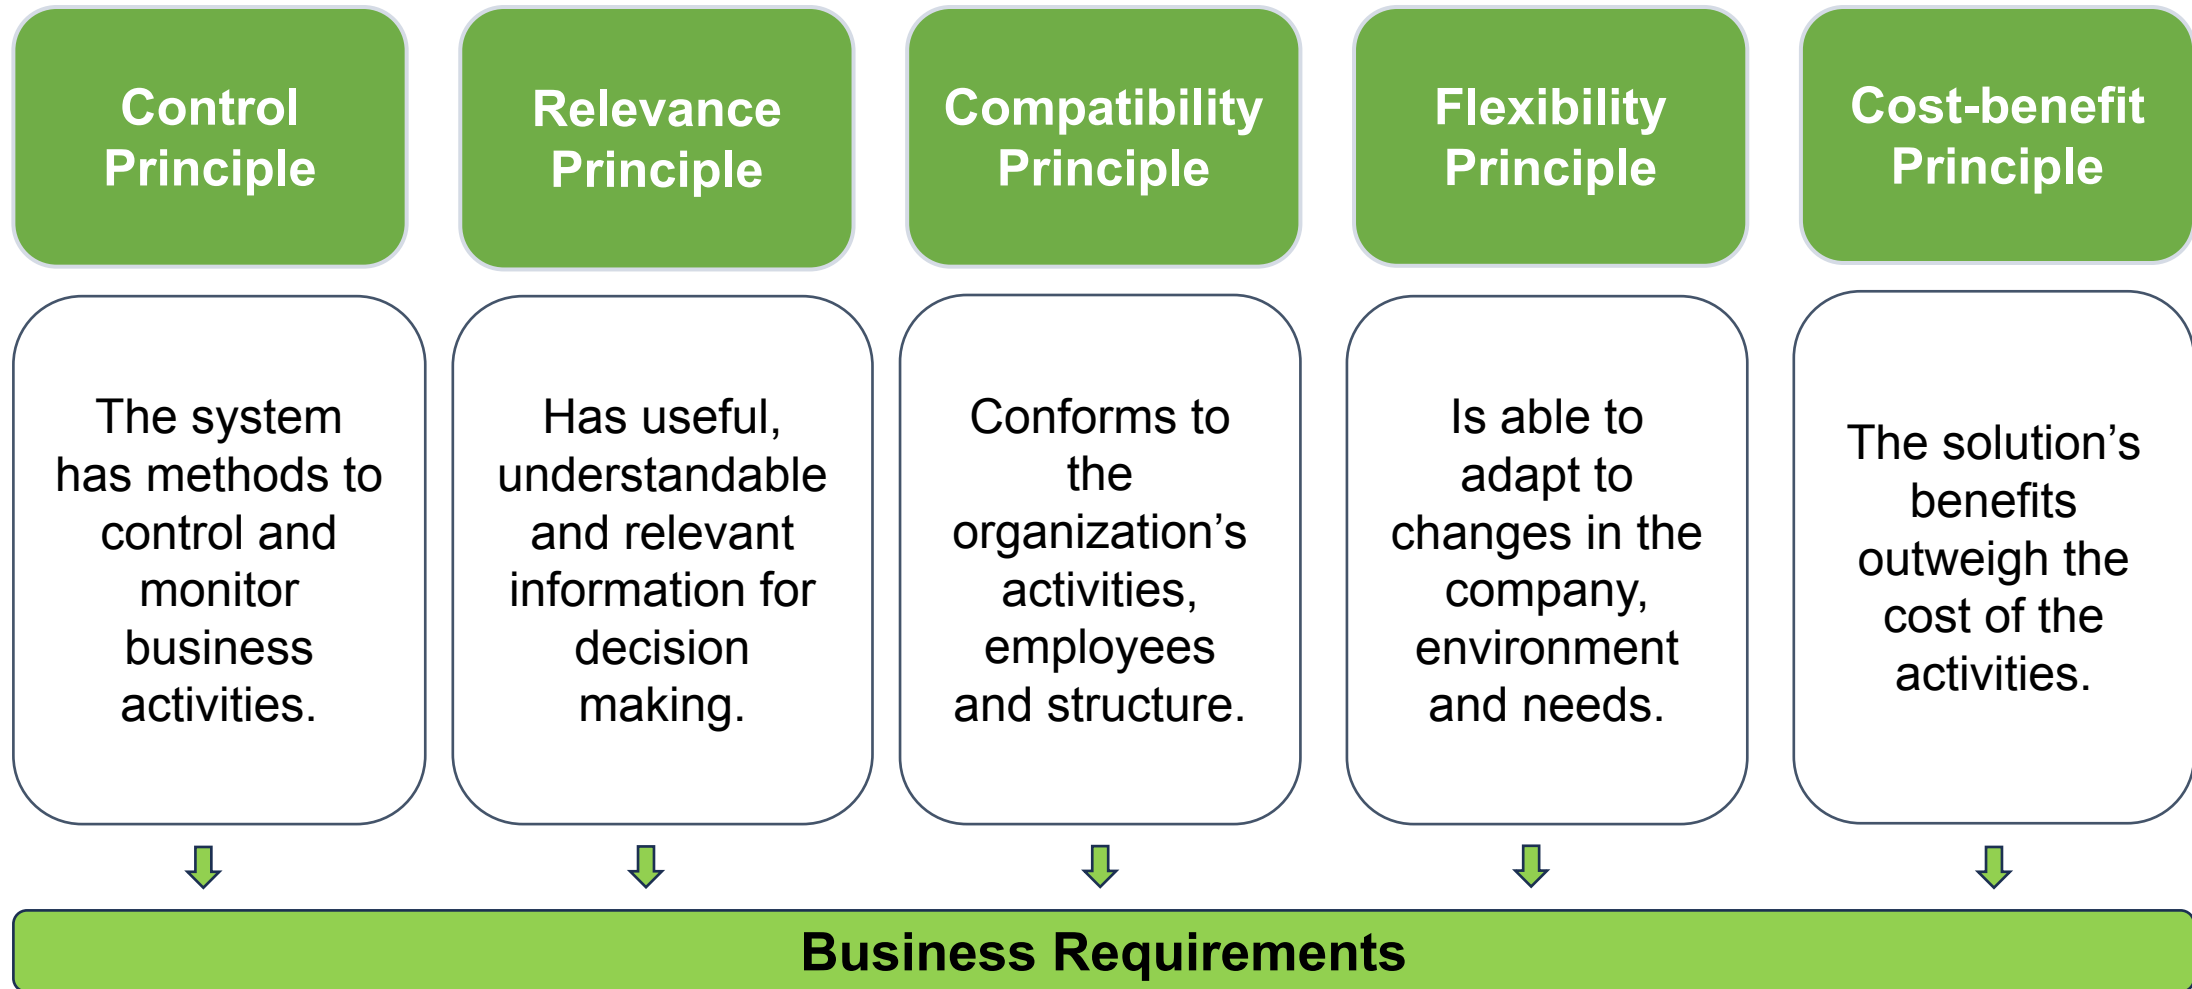 Control
Principle
Relevance
Principle
Compatibility
Principle
Flexibility
Principle
Cost-benefit
Principle
The system
has methods to
control and
monitor
business
activities.
Has useful,
understandable
and relevant
information for
decision
making.
Conforms to
the
organization’s
activities,
employees
and structure.
Is able to
adapt to
changes in the
company,
environment
and needs.
The solution’s
benefits
outweigh the
cost of the
activities.
Business Requirements